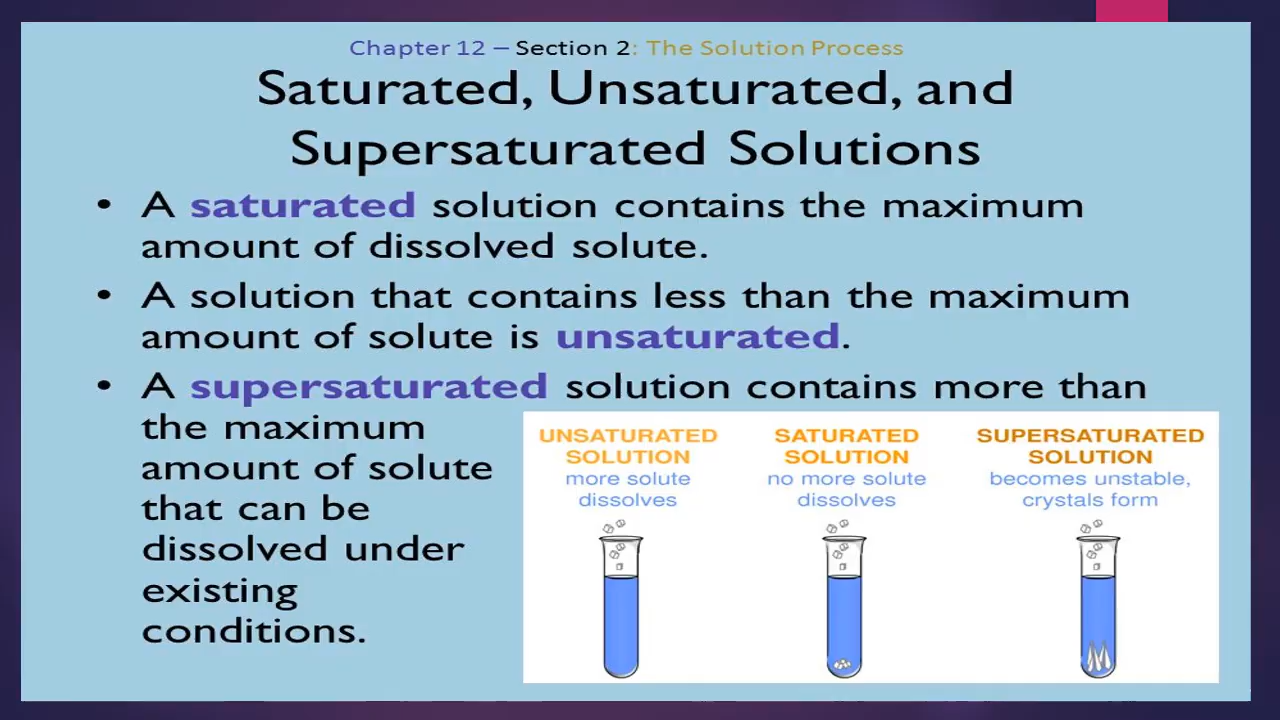 Chapter 12 – Section 2: The Solution Process
Saturated, Unsaturated, and
Supersaturated Solutions
• A saturated solution contains the maximum
amount of dissolved solute.
• A solution that contains less than the maximum
amount of solute is unsaturated.
• A supersaturated solution contains more than
the maximum
amount of solute
that can be
dissolved under
existing
conditions.
UNSATURATED
SOLUTION
more solute
dissolves
SATURATED
SOLUTION
no more solute
dissolves
SUPERSATURATED
SOLUTION
becomes unstable,
crystals form